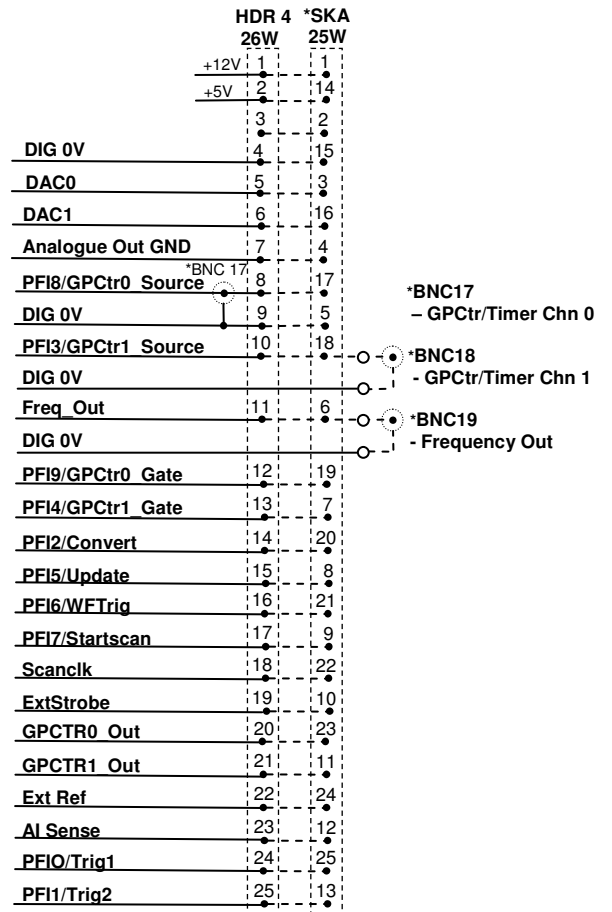 HDR 4 *SKA
26W 25W
+12V 1 1
+5V 2 14
3 2
DIG 0V 4 15
DAC0 5 3
DAC1 6 16
Analogue Out GND 7 4
*BNC 17
PFI8/GPCtr0_Source 8 17
*BNC17
– GPCtr/Timer Chn 0
DIG 0V 9 5
PFI3/GPCtr1_Source 10 18
*BNC18
- GPCtr/Timer Chn 1
DIG 0V
Freq_Out 11 6
*BNC19
- Frequency Out
DIG 0V
PFI9/GPCtr0_Gate 12 19
PFI4/GPCtr1_Gate 13 7
PFI2/Convert 14 20
PFI5/Update 15 8
PFI6/WFTrig 16 21
PFI7/Startscan 17 9
Scanclk 18 22
ExtStrobe 19 10
GPCTR0_Out 20 23
GPCTR1_Out 21 11
Ext Ref 22 24
AI Sense 23 12
PFIO/Trig1 24 25
PFI1/Trig2 25 13